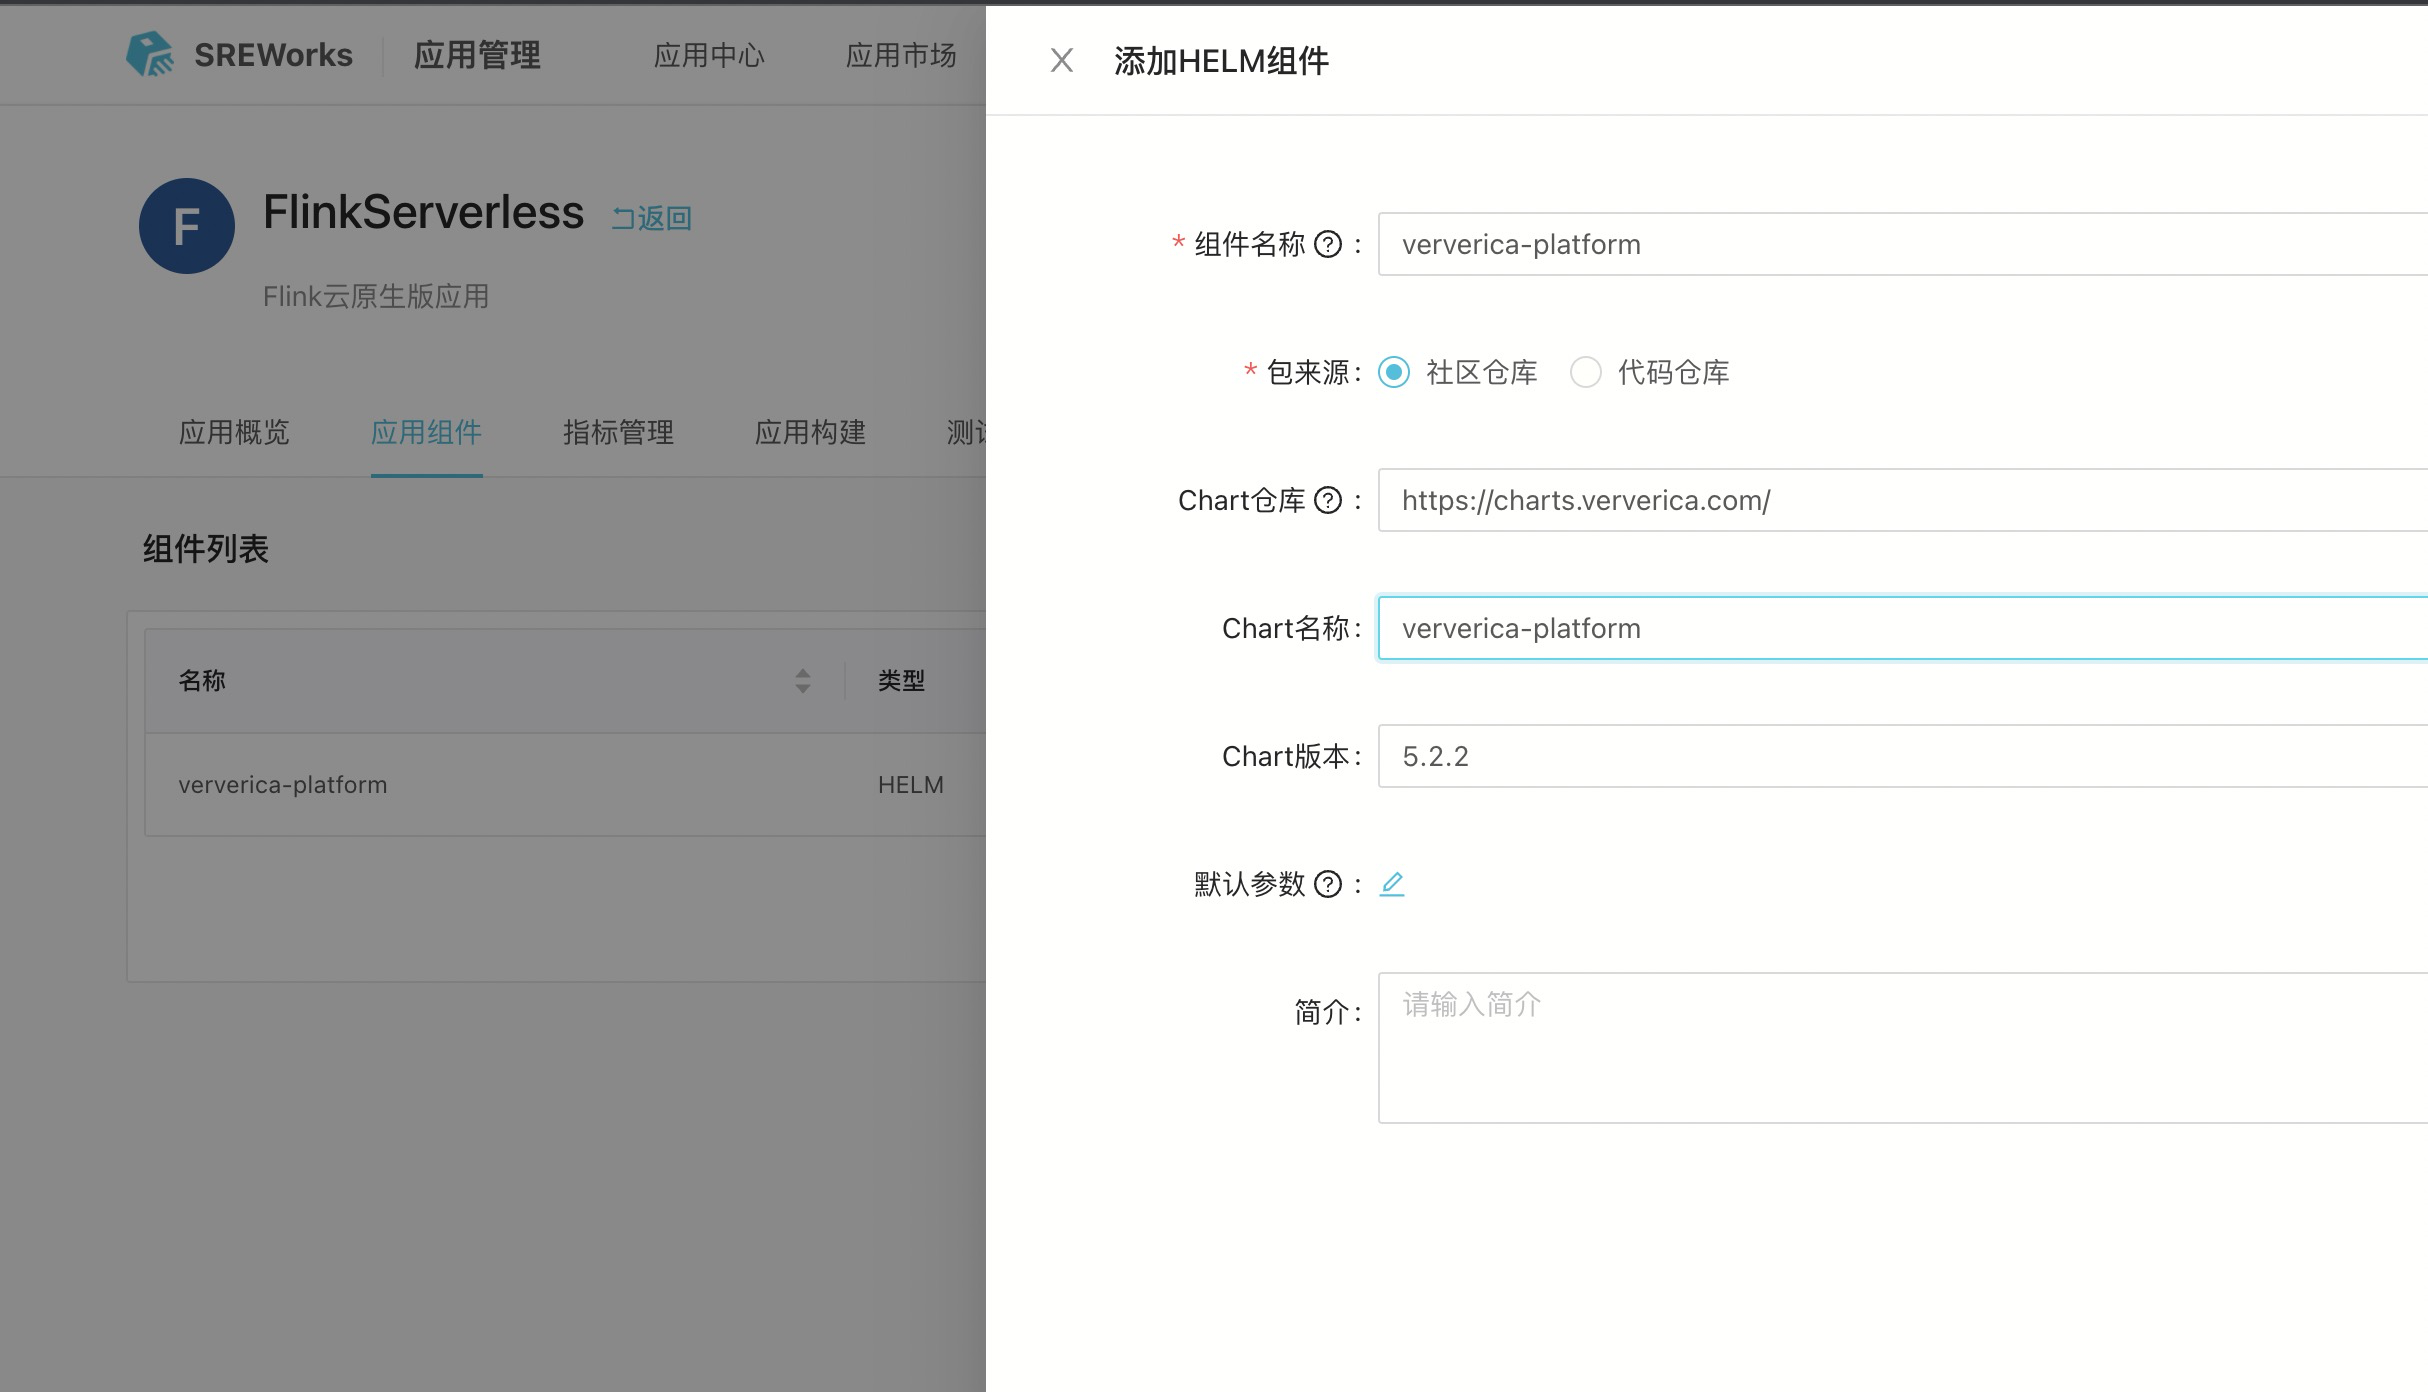 SREWorks 应用管理 应用中心 应用市场
F
FlinkServerless 返回
Flink云原生版应用
应用概览 应用组件 指标管理 应用构建 测
组件列表
名称 类型
ververica-platform HELM
添加HELM组件
* 组件名称 ? : ververica-platform
* 包来源: 社区仓库 代码仓库
Chart仓库 ? : https://charts.ververica.com/
Chart名称: ververica-platform
Chart版本: 5.2.2
默认参数 ? :
简介: 请输入简介